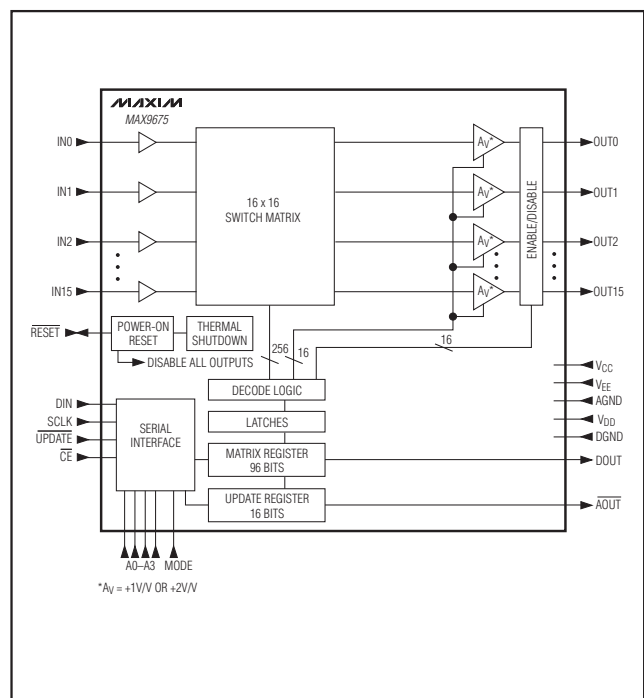 MAXIM
MAX9675
IN0
IN1
IN2
IN15
16 x 16
SWITCH MATRIX
AV*
AV*
AV*
AV*
ENABLE/DISABLE
OUT0
OUT1
OUT2
OUT15
RESET
POWER-ON
RESET
THERMAL
SHUTDOWN
DISABLE ALL OUTPUTS
256
16
16
DECODE LOGIC
LATCHES
MATRIX REGISTER
96 BITS
UPDATE REGISTER
16 BITS
DIN
SCLK
UPDATE
CE
SERIAL
INTERFACE
VCC
VEE
AGND
VDD
DGND
DOUT
AOUT
A0–A3
MODE
*AV = +1V/V OR +2V/V